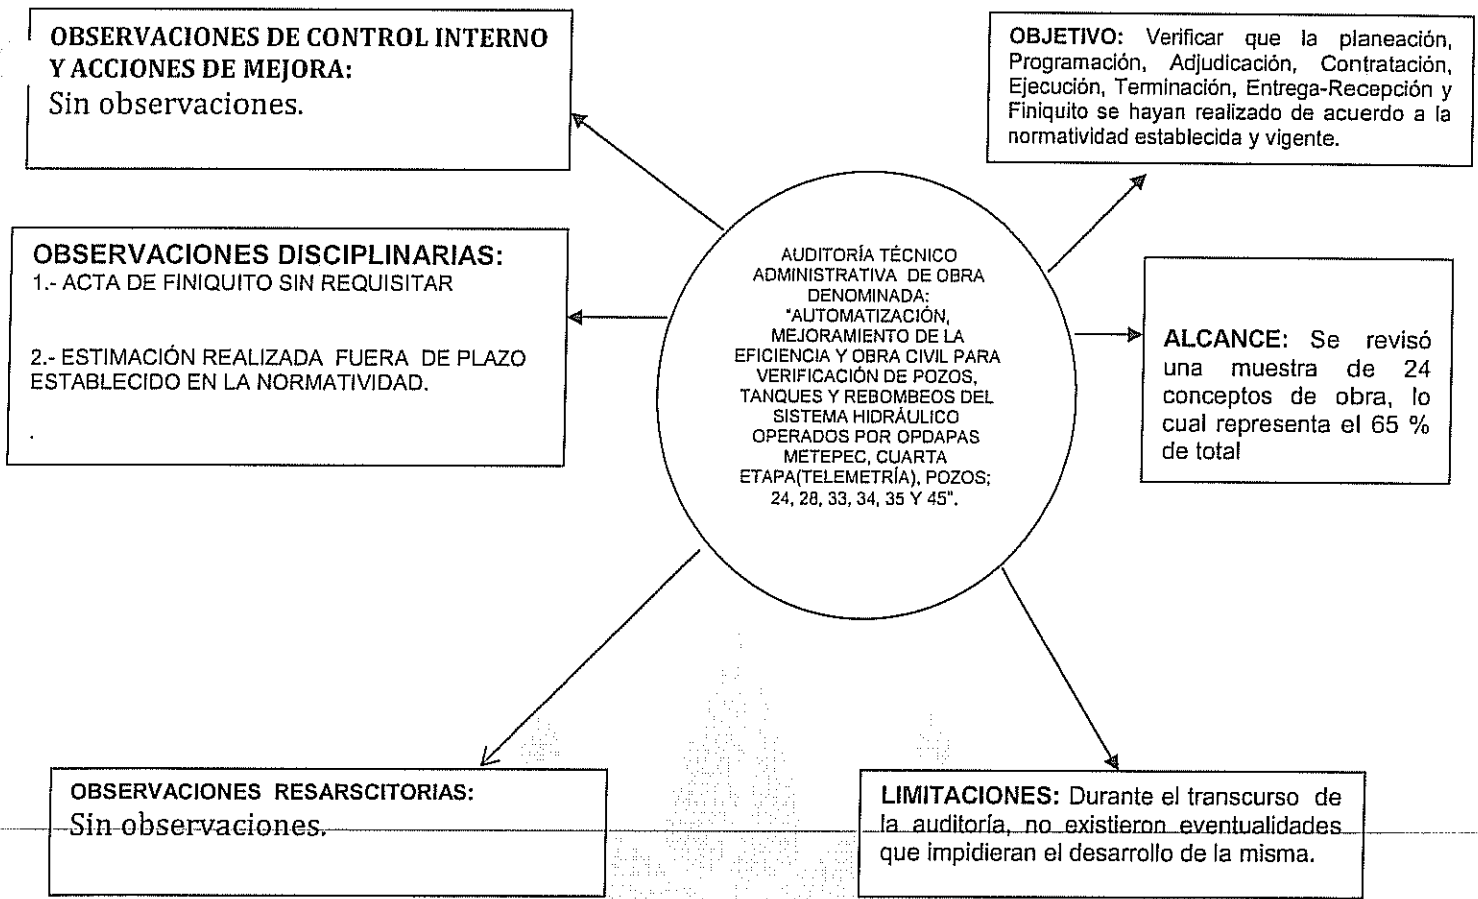 OBSERVACIONES DE CONTROL INTERNO
Y ACCIONES DE MEJORA:
Sin observaciones.
OBJETIVO: Verificar que la planeación,
Programación, Adjudicación, Contratación,
Ejecución, Terminación, Entrega-Recepción y
Finiquito se hayan realizado de acuerdo a la
normatividad establecida y vigente.
OBSERVACIONES DISCIPLINARIAS:
1.- ACTA DE FINIQUITO SIN REQUISITAR
2.- ESTIMACIÓN REALIZADA FUERA DE PLAZO
ESTABLECIDO EN LA NORMATIVIDAD.
.
AUDITORÍA TÉCNICO
ADMINISTRATIVA DE OBRA
DENOMINADA:
"AUTOMATIZACIÓN,
MEJORAMIENTO DE LA
EFICIENCIA Y OBRA CIVIL PARA
VERIFICACIÓN DE POZOS,
TANQUES Y REBOMBEOS DEL
SISTEMA HIDRÁULICO
OPERADOS POR OPDAPAS
METEPEC, CUARTA
ETAPA(TELEMETRÍA), POZOS;
24, 28, 33, 34, 35 Y 45".
ALCANCE: Se revisó
una muestra de 24
conceptos de obra, lo
cual representa el 65 %
de total
OBSERVACIONES RESARSCITORIAS:
Sin observaciones.
LIMITACIONES: Durante el transcurso de
la auditoría, no existieron eventualidades
que impidieran el desarrollo de la misma.